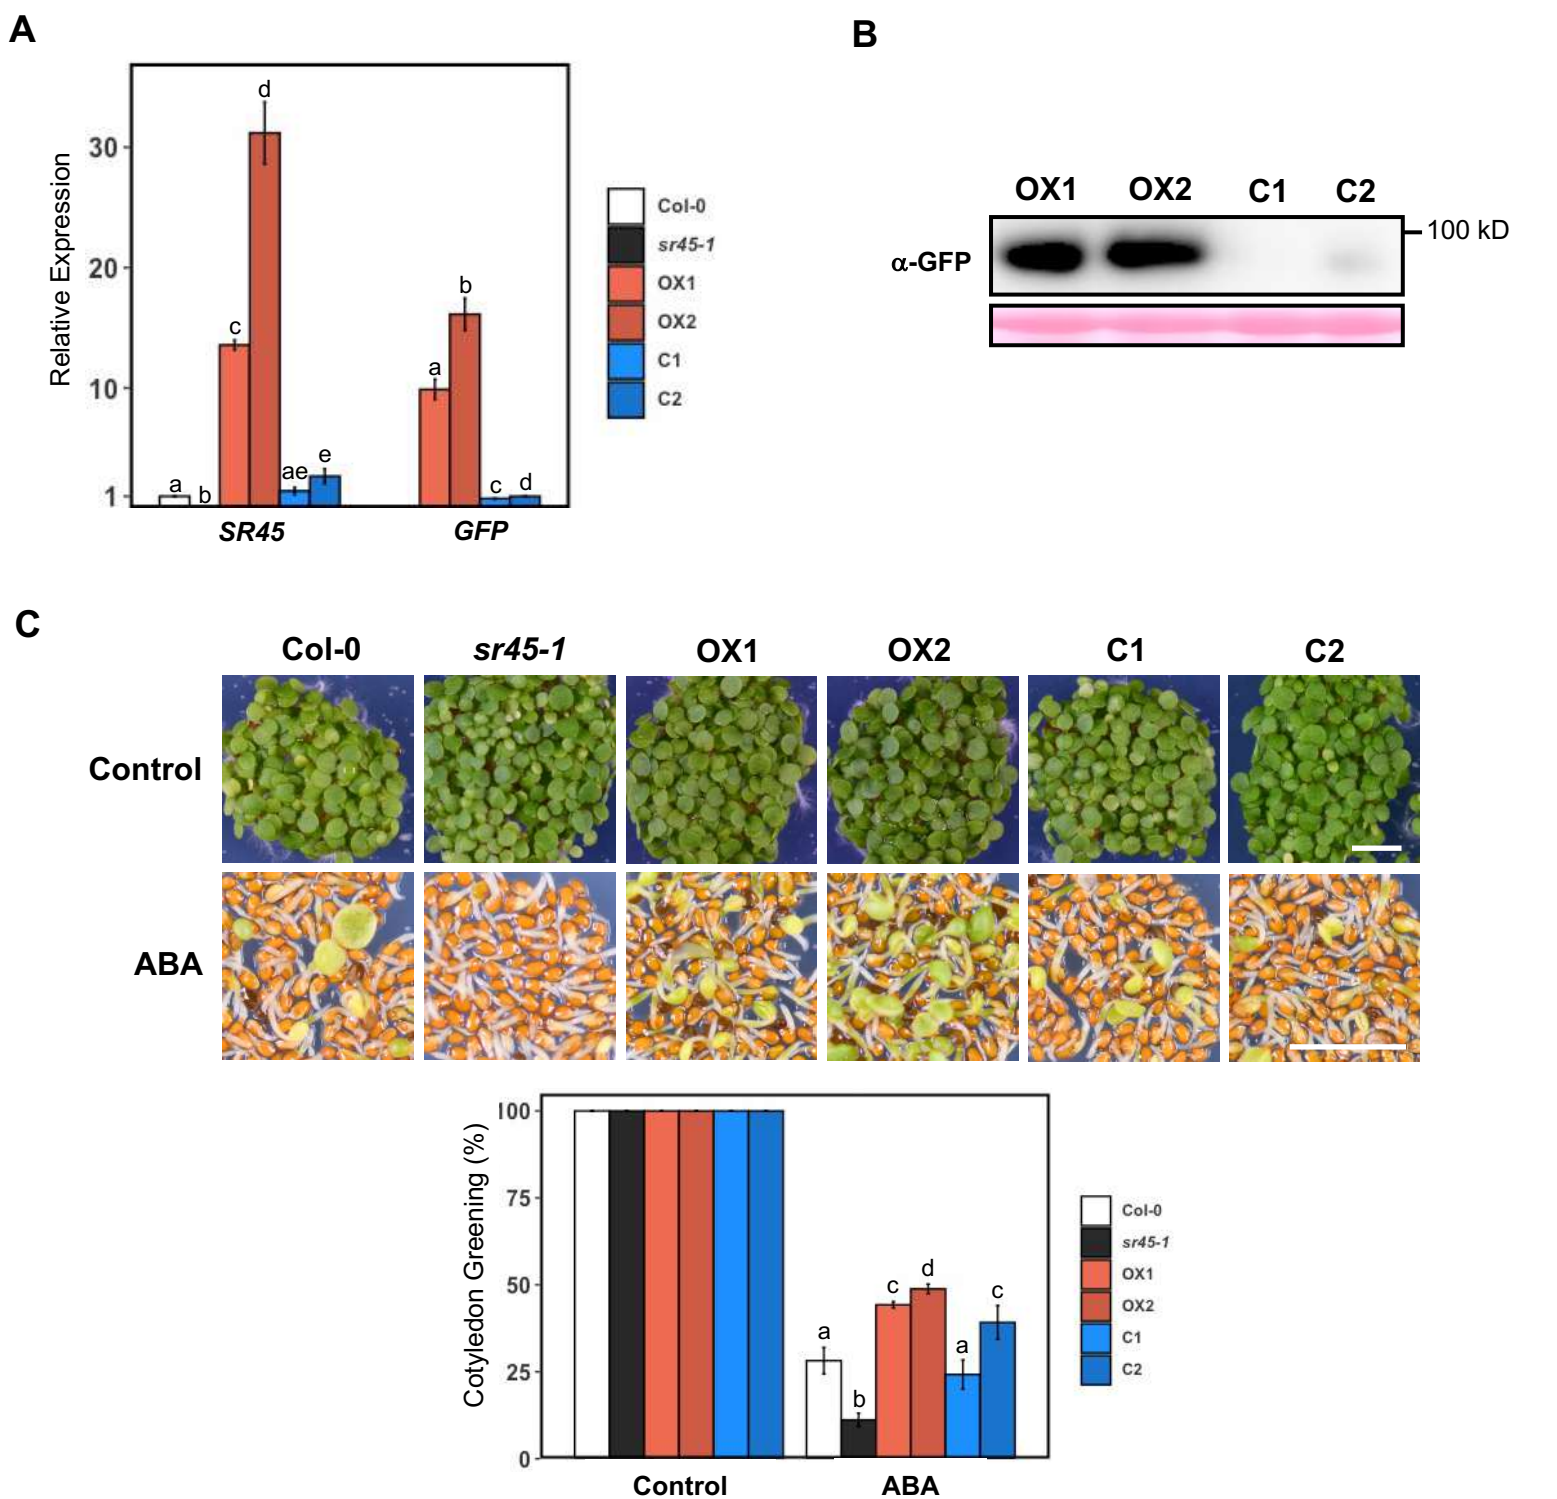 A
B
Relative Expression
30
20
10
1
a
b
c
d
ae
e
a
b
c
d
SR45
GFP
Col-0
sr45-1
OX1
OX2
C1
C2
OX1 OX2 C1 C2
100 kD
α-GFP
C
Col-0 sr45-1 OX1 OX2 C1 C2
Control
ABA
Cotyledon Greening (%)
100
75
50
25
0
a
b
c
d
a
c
Control
ABA
Col-0
sr45-1
OX1
OX2
C1
C2